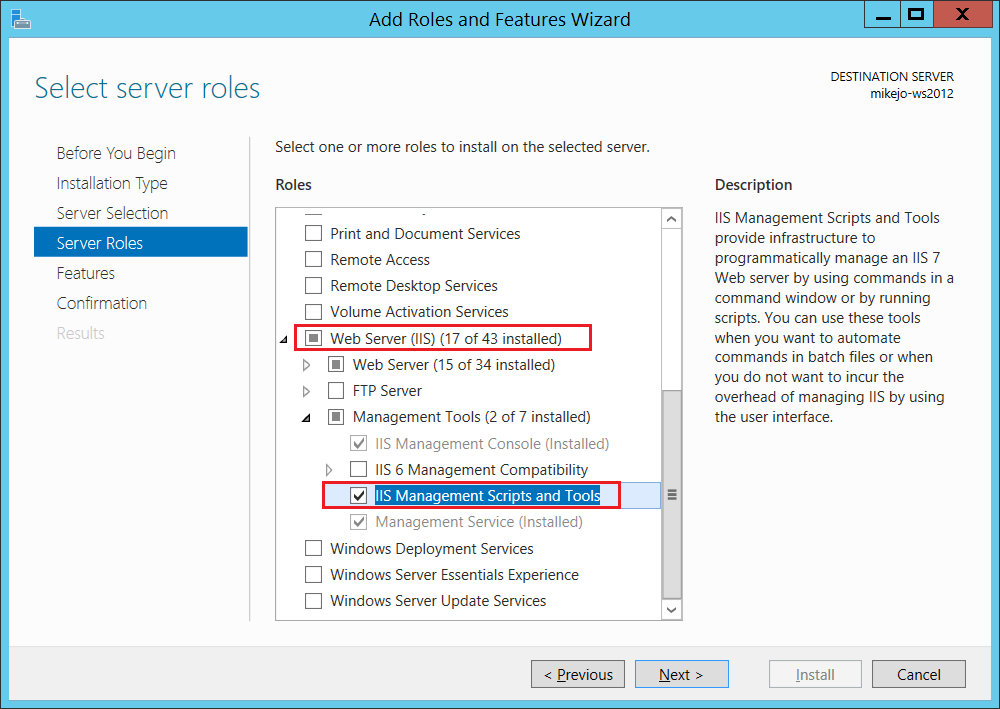 Add Roles and Features Wizard
Select server roles
DESTINATION SERVER
mikejo-ws2012
Before You Begin
Installation Type
Server Selection
Server Roles
Features
Confirmation
Results
Select one or more roles to install on the selected server.
Roles
Print and Document Services
Remote Access
Remote Desktop Services
Volume Activation Services
Web Server (IIS) (17 of 43 installed)
Web Server (15 of 34 installed)
FTP Server
Management Tools (2 of 7 installed)
IIS Management Console (Installed)
IIS 6 Management Compatibility
IIS Management Scripts and Tools
Management Service (Installed)
Windows Deployment Services
Windows Server Essentials Experience
Windows Server Update Services
Description
IIS Management Scripts and Tools
provide infrastructure to
programmatically manage an IIS 7
Web server by using commands in a
command window or by running
scripts. You can use these tools
when you want to automate
commands in batch files or when
you do not want to incur the
overhead of managing IIS by using
the user interface.
< Previous
Next >
Install
Cancel